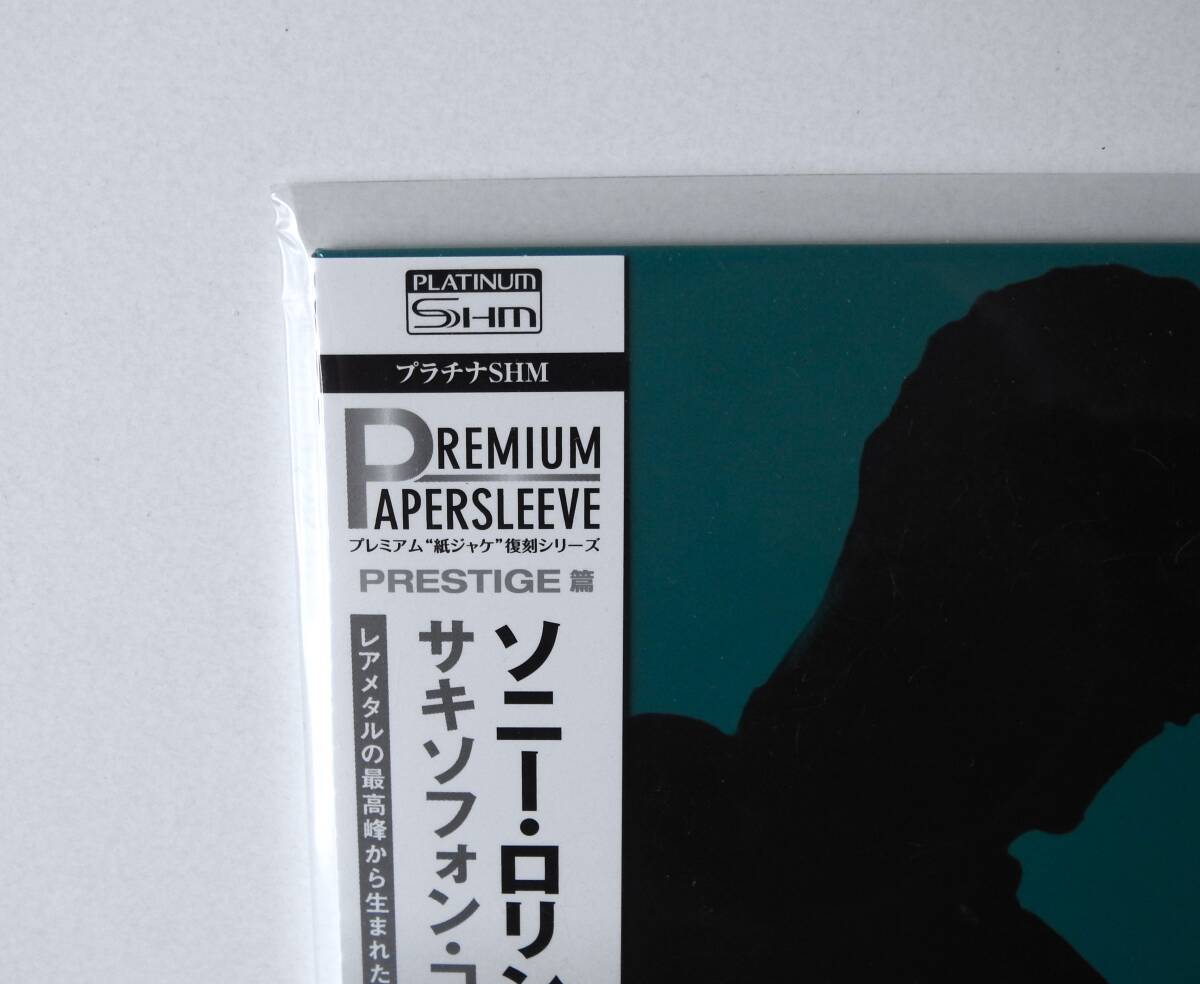 PLATINUM
SHM
プラチナSHM
PREMIUM
PAPERSLEEVE
プレミアム“紙ジャケ”復刻シリーズ
PRESTIGE 篇
ソニー・ロリン
サキソフォン・コ
レアメタルの最高峰から生まれた